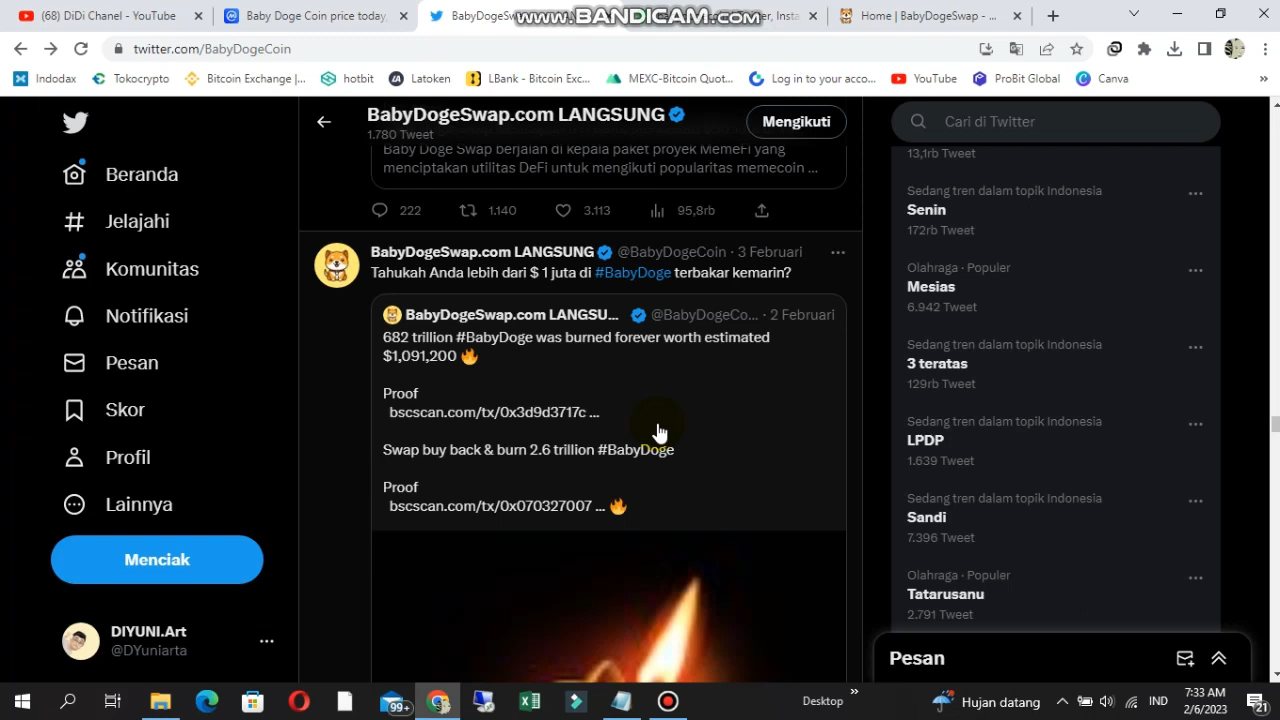 (68) DiDi Chanel - YouTube
Baby Doge Coin price today,
BabyDogeSwap
www.BANDICAM.com
Home | BabyDogeSwap - ...
twitter.com/BabyDogeCoin
Indodax
Tokocrypto
Bitcoin Exchange |...
hotbit
Latoken
LBank - Bitcoin Exc...
MEXC-Bitcoin Quot...
Log in to your acco...
YouTube
ProBit Global
Canva
»
Beranda
Jelajahi
Komunitas
Notifikasi
Pesan
Skor
Profil
Lainnya
Menciak
DIYUNI.Art
@DYuniarta
BabyDogeSwap.com LANGSUNG
1.780 Tweet
Mengikuti
Baby Doge Swap berjalan di kepala paket proyek MemeFi yang
menciptakan utilitas DeFi untuk mengikuti popularitas memecoin ...
222 1.140 3.113 95,8rb
BabyDogeSwap.com LANGSUNG @BabyDogeCoin · 3 Februari
Tahukah Anda lebih dari $ 1 juta di #BabyDoge terbakar kemarin?
BabyDogeSwap.com LANGSU... @BabyDogeCo... · 2 Februari
682 trillion #BabyDoge was burned forever worth estimated
$1,091,200 🔥
Proof
bscscan.com/tx/0x3d9d3717c ...
Swap buy back & burn 2.6 trillion #BabyDoge
Proof
bscscan.com/tx/0x070327007 ... 🔥
Cari di Twitter
13,1rb Tweet
Sedang tren dalam topik Indonesia
Senin
172rb Tweet
Olahraga · Populer
Mesias
6.942 Tweet
Sedang tren dalam topik Indonesia
3 teratas
129rb Tweet
Sedang tren dalam topik Indonesia
LPDP
1.639 Tweet
Sedang tren dalam topik Indonesia
Sandi
7.396 Tweet
Olahraga · Populer
Tatarusanu
2.791 Tweet
Pesan
99+
Desktop
»
Hujan datang
IND
7:33 AM
2/6/2023
21